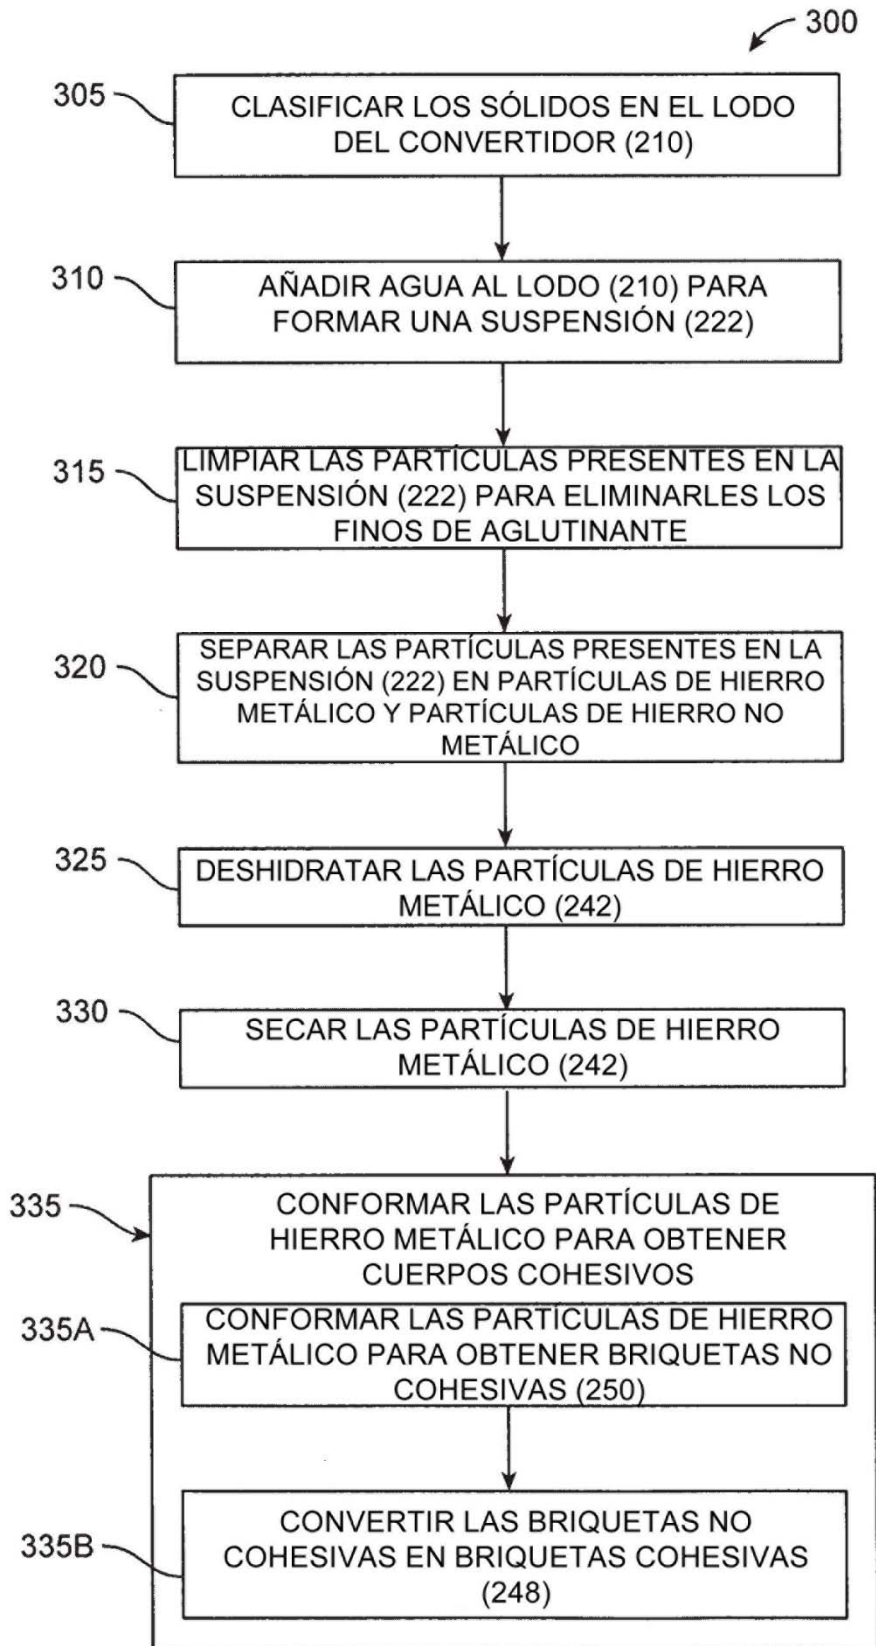 300
305
CLASIFICAR LOS SÓLIDOS EN EL LODO
DEL CONVERTIDOR (210)
310
AÑADIR AGUA AL LODO (210) PARA
FORMAR UNA SUSPENSIÓN (222)
315
LIMPIAR LAS PARTÍCULAS PRESENTES EN LA
SUSPENSIÓN (222) PARA ELIMINARLES LOS
FINOS DE AGLUTINANTE
320
SEPARAR LAS PARTÍCULAS PRESENTES EN LA
SUSPENSIÓN (222) EN PARTÍCULAS DE HIERRO
METÁLICO Y PARTÍCULAS DE HIERRO NO
METÁLICO
325
DESHIDRATAR LAS PARTÍCULAS DE HIERRO
METÁLICO (242)
330
SECAR LAS PARTÍCULAS DE HIERRO
METÁLICO (242)
335
CONFORMAR LAS PARTÍCULAS DE
HIERRO METÁLICO PARA OBTENER
CUERPOS COHESIVOS
335A
CONFORMAR LAS PARTÍCULAS DE HIERRO
METÁLICO PARA OBTENER BRIQUETAS NO
COHESIVAS (250)
335B
CONVERTIR LAS BRIQUETAS NO
COHESIVAS EN BRIQUETAS COHESIVAS
(248)